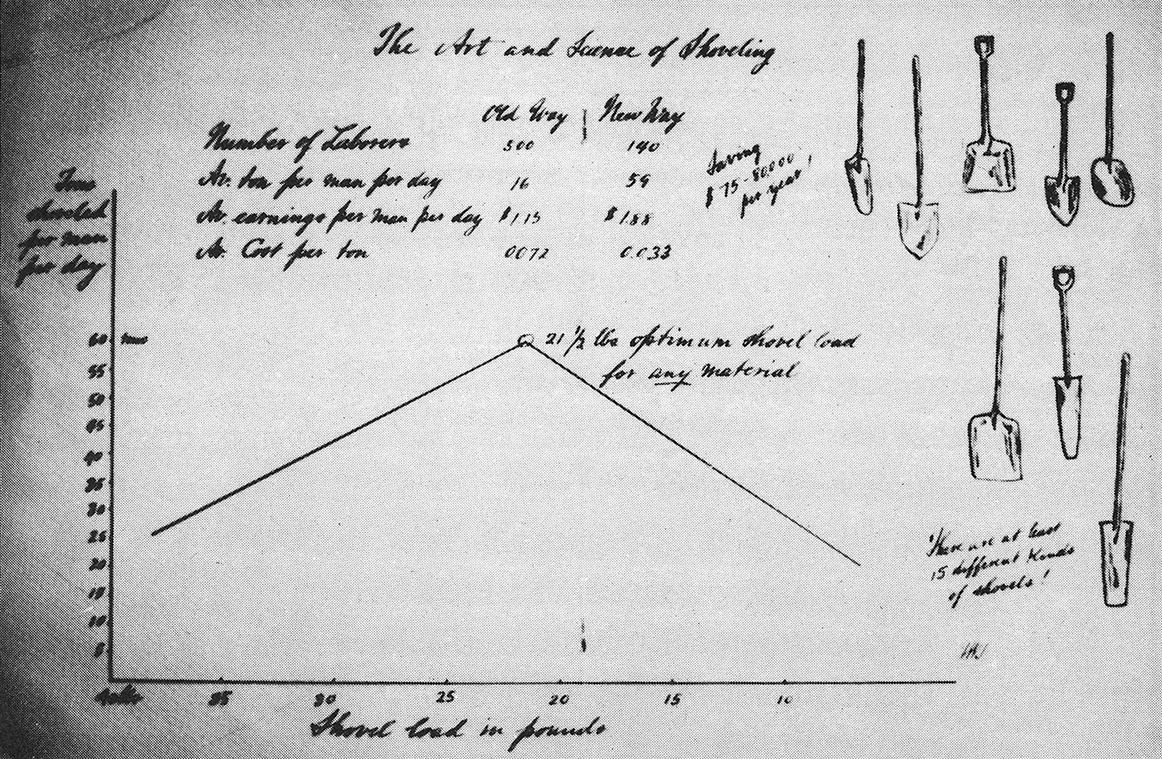 The Art and Science of Shoveling
Old Way New Way
Number of Laborers 500 140
Av. ton per man per day 16 59
Av. earnings per man per day $1.15 $1.88
Av. Cost per ton 0072 0.033
Saving
$75-80,000
per year!
Tons
shoveled
per man
per day
60 tons
21 1/2 lbs optimum shovel load
for any material
55
50
45
40
35
30
25
20
15
10
5
40 lbs 35 30 25 20 15 10
Shovel load in pounds
There are at least
15 different kinds
of shovels!